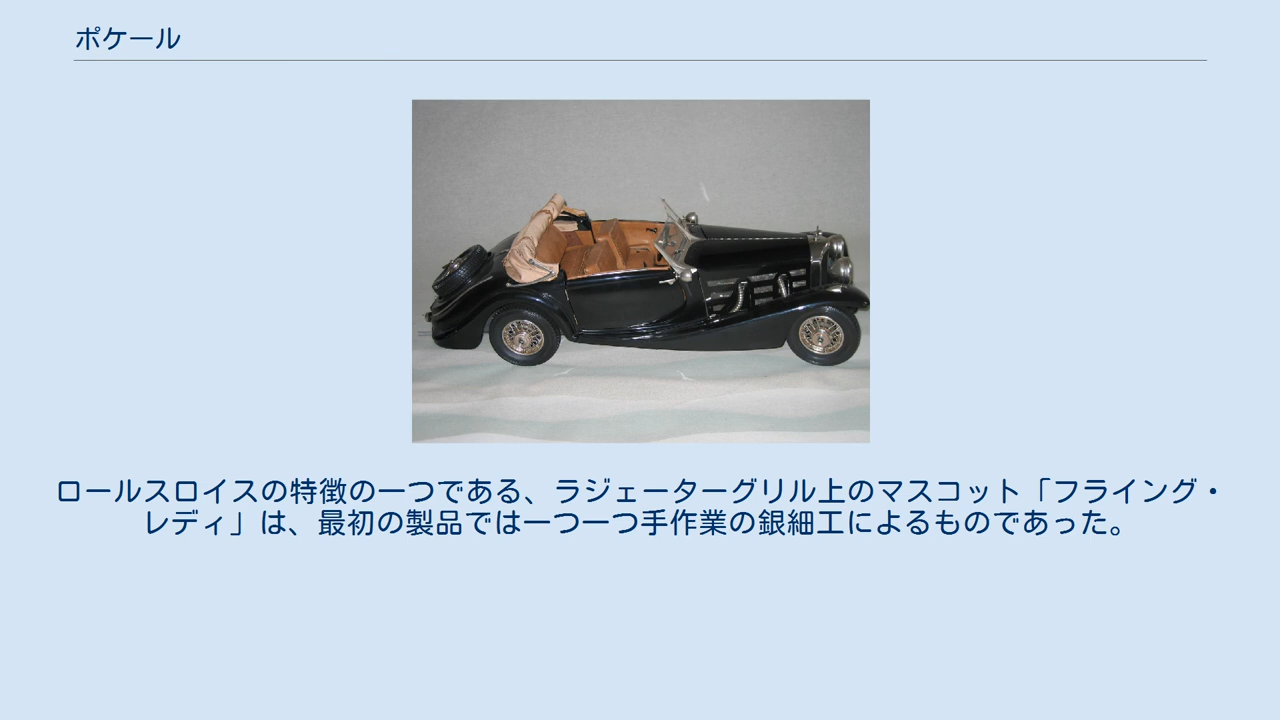 ポケール
ロールスロイスの特徴の一つである、ラジェーターグリル上のマスコット「フライング・
レディ」は、最初の製品では一つ一つ手作業の銀細工によるものであった。